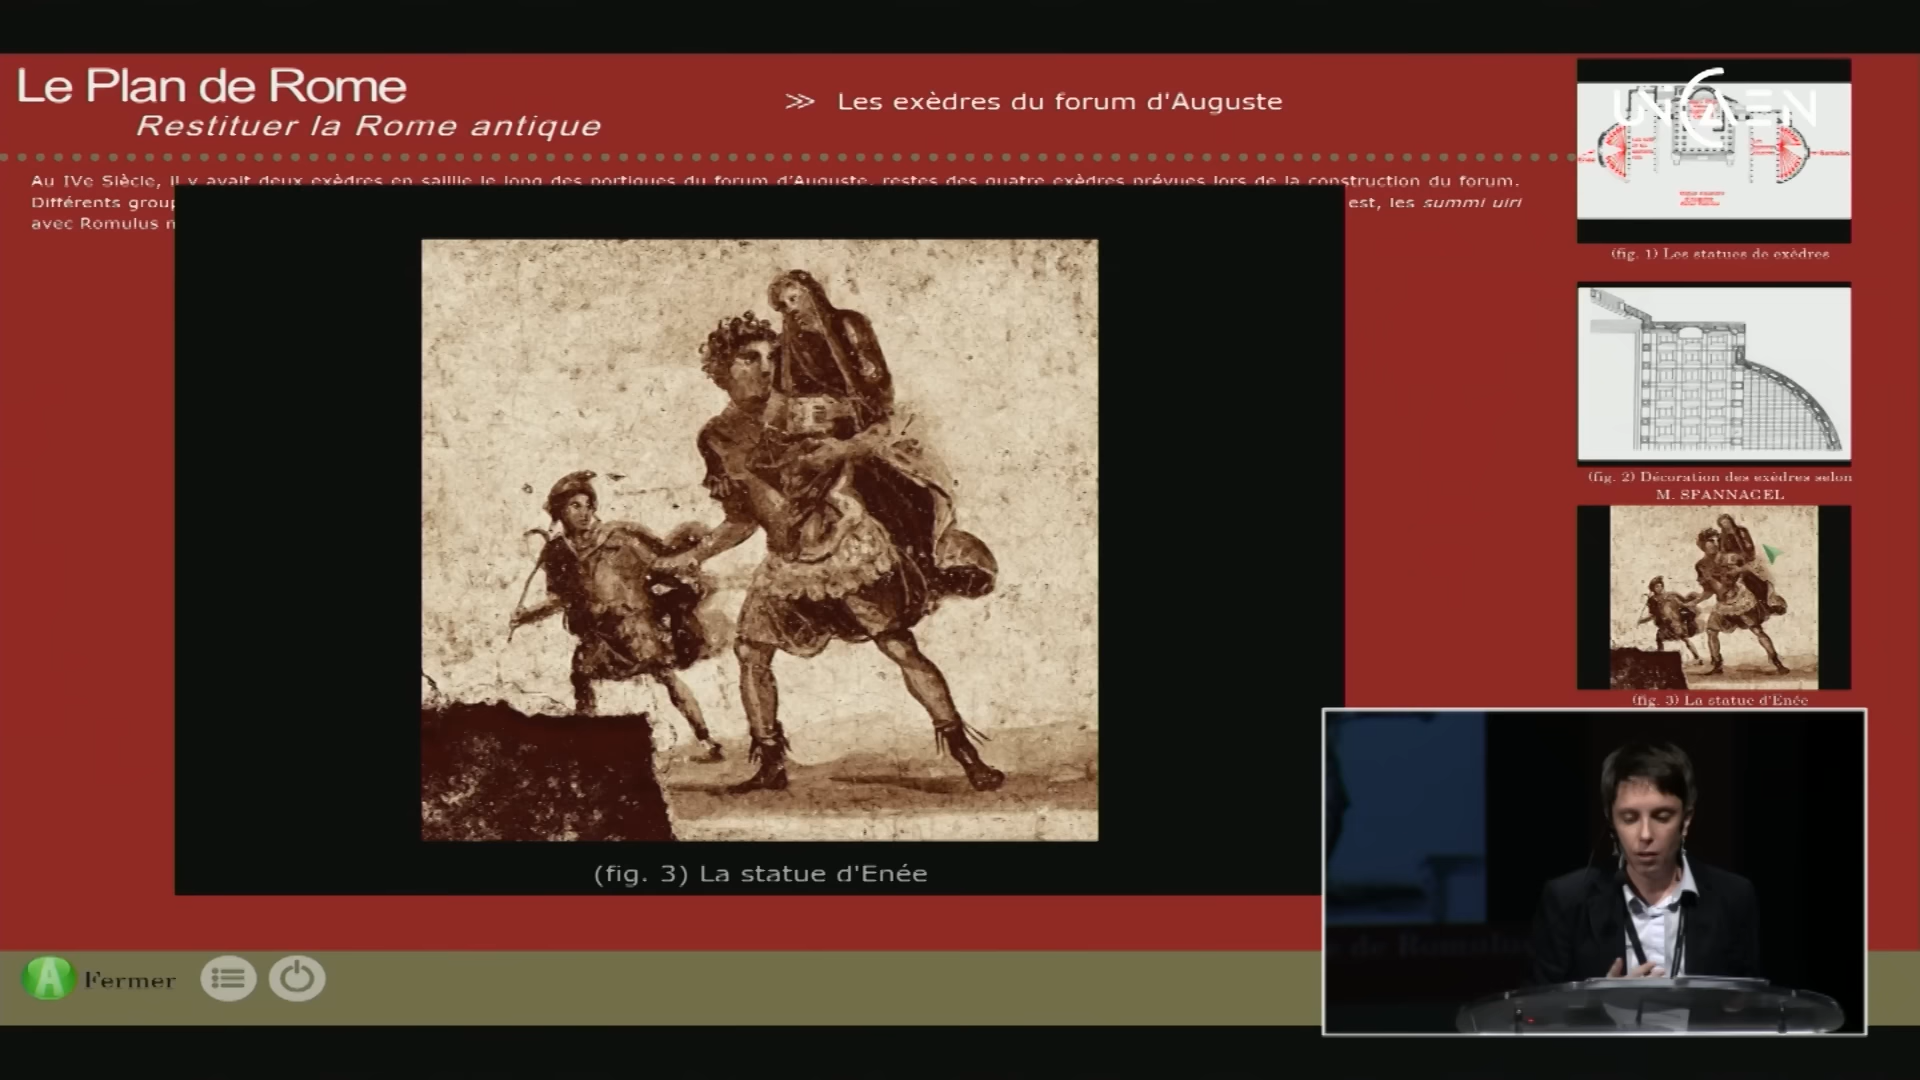 Le Plan de Rome
Restituer la Rome antique
>> Les exèdres du forum d'Auguste
UNICAEN
Au IVe Siècle, il y avait deux exèdres en saillie le long des portiques du forum d'Auguste, restes des quatre exèdres prévues lors de la construction du forum.
Différents group
est, les summi uiri
avec Romulus
(fig. 1) Les statues de exèdres
(fig. 2) Décoration des exèdres selon
M. SPANNAGEL
(fig. 3) La statue d'Enée
(fig. 3) La statue d'Enée
A Fermer